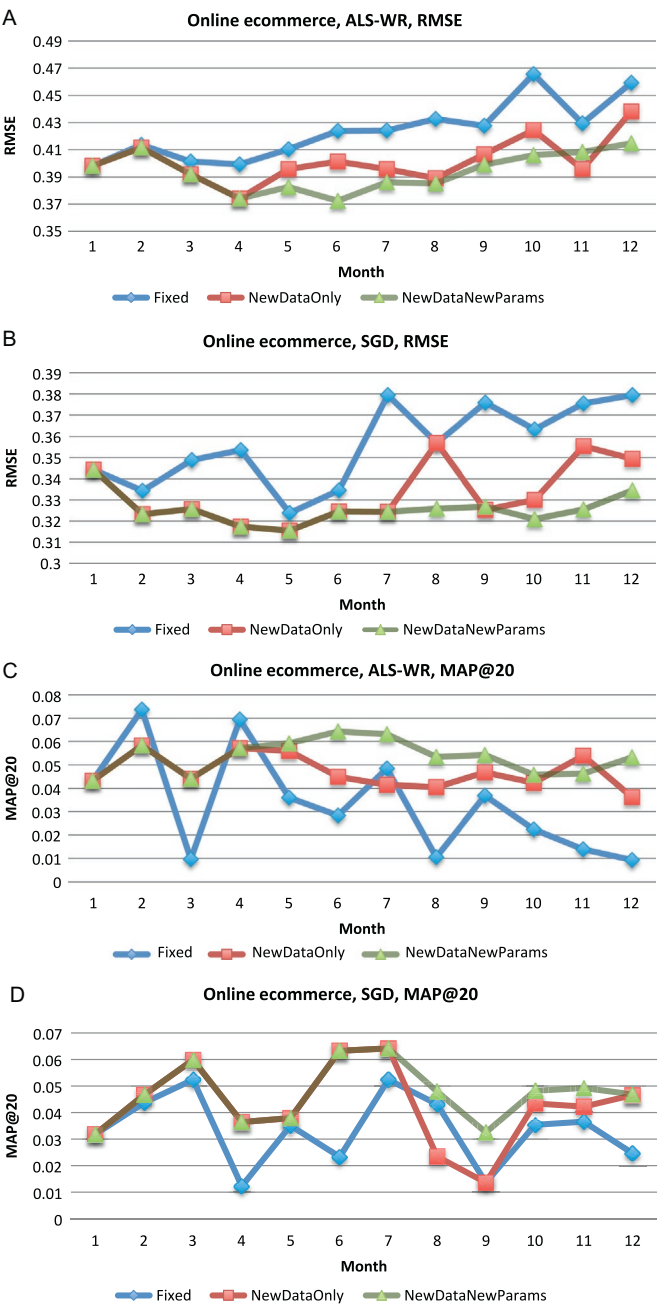 A
Online ecommerce, ALS-WR, RMSE
0.49
0.47
0.45
0.43
0.41
0.39
0.37
0.35
RMSE
1 2 3 4 5 6 7 8 9 10 11 12
Month
Fixed NewDataOnly NewDataNewParams
B
Online ecommerce, SGD, RMSE
0.39
0.38
0.37
0.36
0.35
0.34
0.33
0.32
0.31
0.3
RMSE
1 2 3 4 5 6 7 8 9 10 11 12
Month
Fixed NewDataOnly NewDataNewParams
C
Online ecommerce, ALS-WR, MAP@20
0.08
0.07
0.06
0.05
0.04
0.03
0.02
0.01
0
MAP@20
1 2 3 4 5 6 7 8 9 10 11 12
Month
Fixed NewDataOnly NewDataNewParams
D
Online ecommerce, SGD, MAP@20
0.07
0.06
0.05
0.04
0.03
0.02
0.01
0
MAP@20
1 2 3 4 5 6 7 8 9 10 11 12
Month
Fixed NewDataOnly NewDataNewParams